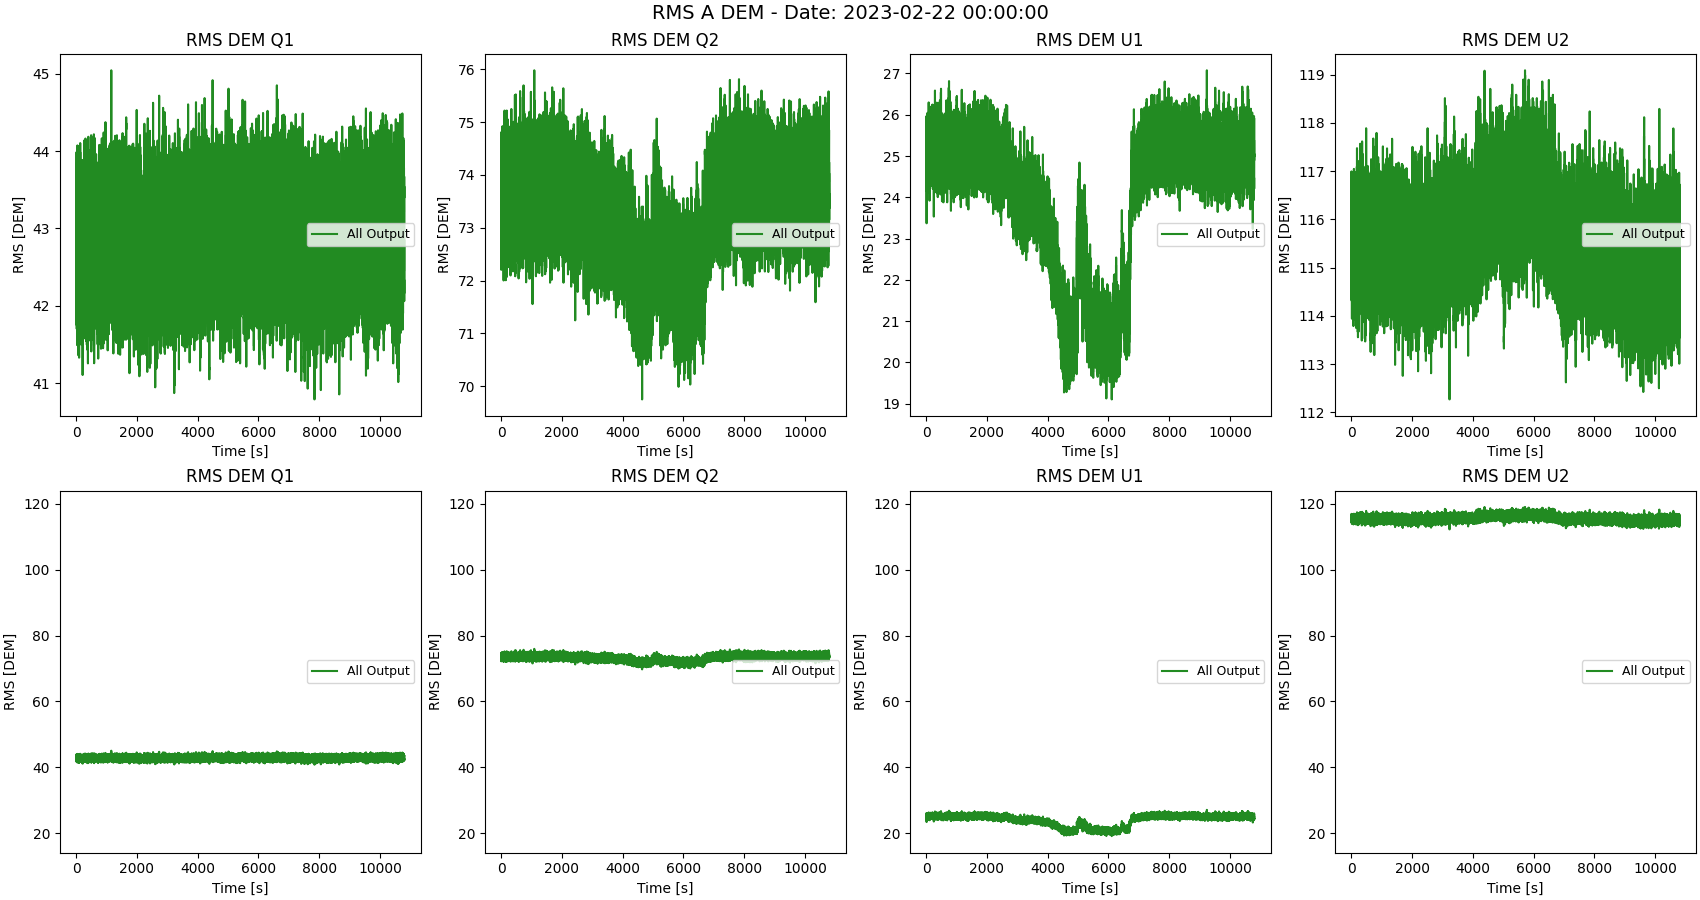 RMS A DEM - Date: 2023-02-22 00:00:00
RMS DEM Q1
45
44
43
42
41
RMS [DEM]
0 2000 4000 6000 8000 10000
Time [s]
All Output
RMS DEM Q2
76
75
74
73
72
71
70
RMS [DEM]
0 2000 4000 6000 8000 10000
Time [s]
All Output
RMS DEM U1
27
26
25
24
23
22
21
20
19
RMS [DEM]
0 2000 4000 6000 8000 10000
Time [s]
All Output
RMS DEM U2
119
118
117
116
115
114
113
112
RMS [DEM]
0 2000 4000 6000 8000 10000
Time [s]
All Output
RMS DEM Q1
120
100
80
60
40
20
RMS [DEM]
0 2000 4000 6000 8000 10000
Time [s]
All Output
RMS DEM Q2
120
100
80
60
40
20
RMS [DEM]
0 2000 4000 6000 8000 10000
Time [s]
All Output
RMS DEM U1
120
100
80
60
40
20
RMS [DEM]
0 2000 4000 6000 8000 10000
Time [s]
All Output
RMS DEM U2
120
100
80
60
40
20
RMS [DEM]
0 2000 4000 6000 8000 10000
Time [s]
All Output